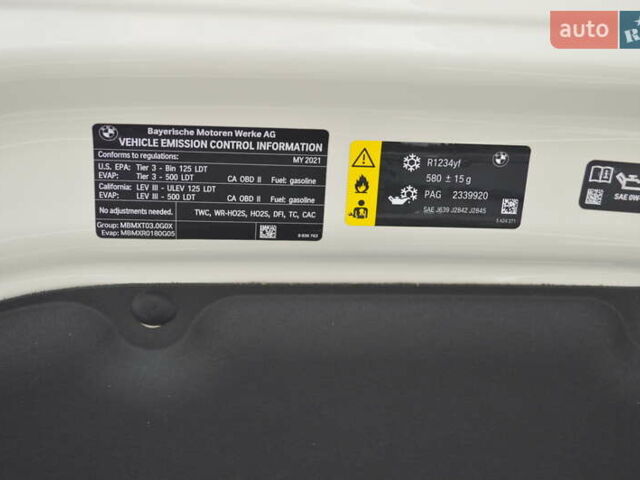 auto
R
Bayerische Motoren Werke AG
VEHICLE EMISSION CONTROL INFORMATION
Conforms to regulations: MY 2021
U.S. EPA: Tier 3 - Bin 125 LDT
EVAP: Tier 3 - 500 LDT CA OBD II Fuel: gasoline
California: LEV III - ULEV 125 LDT
EVAP: LEV III - 500 LDT CA OBD II Fuel: gasoline
No adjustments needed. TWC, WR-HO2S, HO2S, DFI, TC, CAC
Group: MBMXT03.0G0X
Evap: MBMXR0180G05
R1234yf
580 ± 15 g
PAG 2339920
SAE J639 J2842 J2845
SAE 0W-